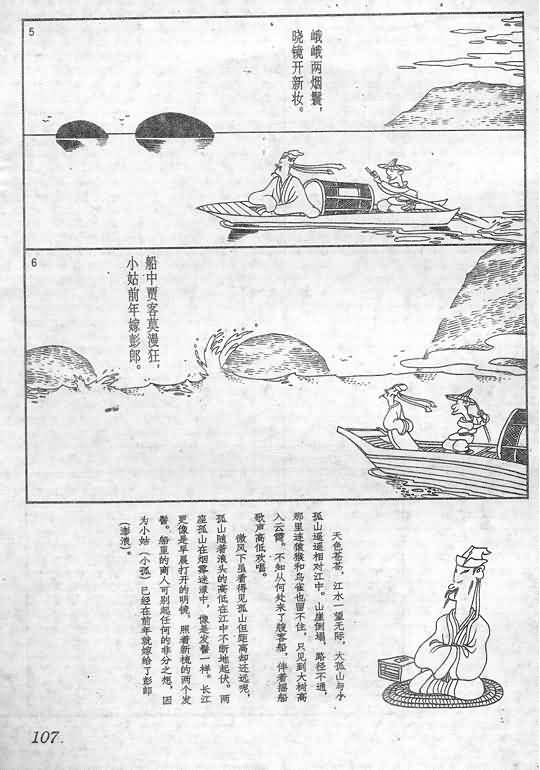 5
峨峨两烟鬟，
晓镜开新妆。
6
船中贾客莫漫狂，
小姑前年嫁彭郎。
天色苍苍，江水一望无际，大孤山与小
孤山遥遥相对江中。山崖倒塌，路径不通，
那里连猿猴和鸟雀也留不住，只见到大树高
入云霄。不知从何处来了艘客船，伴着摇船
歌声高低欢唱。
微风下虽看得见孤山但距离却还远呢，
孤山随着浪头的高低在江中不断地起伏。两
座孤山在烟雾迷濛中，像是发髻一样。长江
更像是早晨打开的明镜，照着新梳的两个发
髻。船里的商人可别起任何的非分之想，因
为小姑（小孤）已经在前年就嫁给了彭郎
（澎浪）。
107.